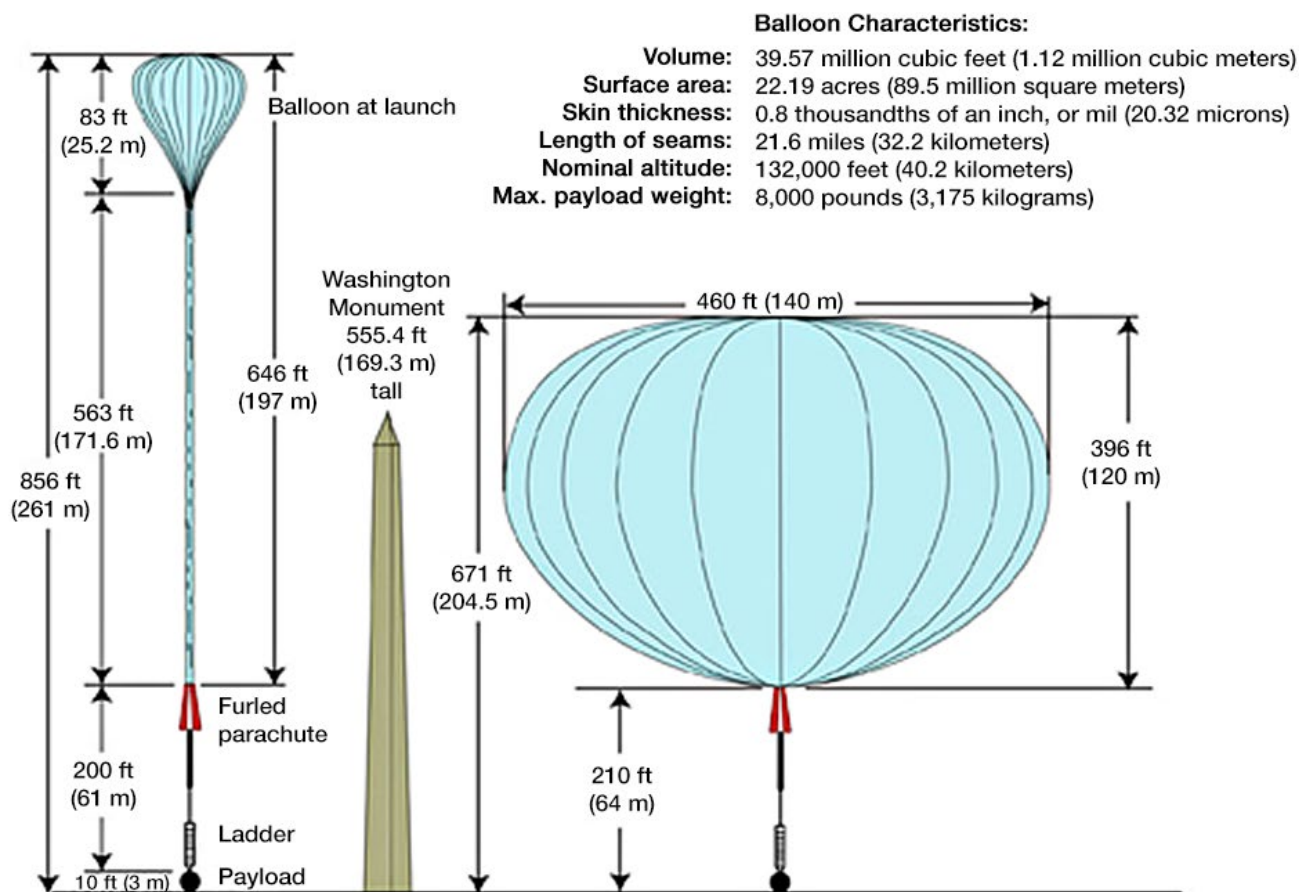 Balloon Characteristics:
Volume: 39.57 million cubic feet (1.12 million cubic meters)
Surface area: 22.19 acres (89.5 million square meters)
Skin thickness: 0.8 thousandths of an inch, or mil (20.32 microns)
Length of seams: 21.6 miles (32.2 kilometers)
Nominal altitude: 132,000 feet (40.2 kilometers)
Max. payload weight: 8,000 pounds (3,175 kilograms)
83 ft
(25.2 m)
Balloon at launch
563 ft
(171.6 m)
856 ft
(261 m)
646 ft
(197 m)
200 ft
(61 m)
10 ft (3 m)
Furled
parachute
Ladder
Payload
Washington
Monument
555.4 ft
(169.3 m)
tall
460 ft (140 m)
671 ft
(204.5 m)
396 ft
(120 m)
210 ft
(64 m)